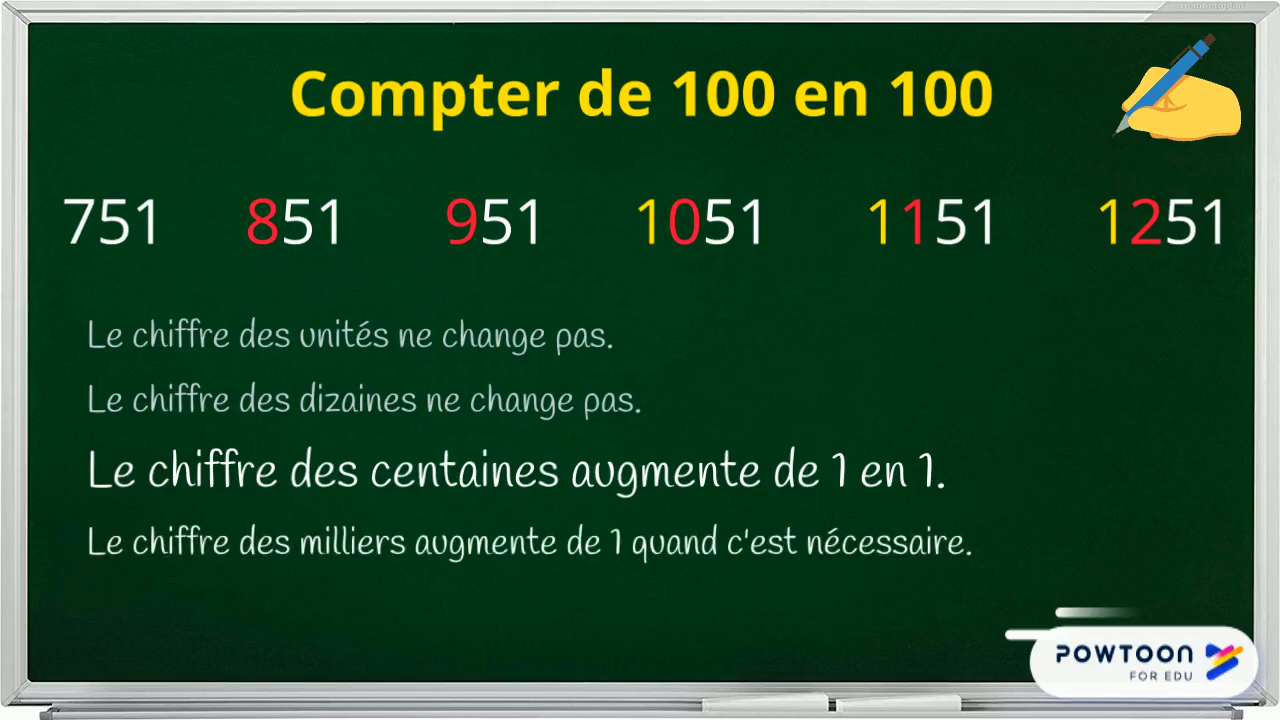 Compter de 100 en 100
751 851 951 1051 1151 1251
Le chiffre des unités ne change pas.
Le chiffre des dizaines ne change pas.
Le chiffre des centaines augmente de 1 en 1.
Le chiffre des milliers augmente de 1 quand c'est nécessaire.
POWTOON
FOR EDU